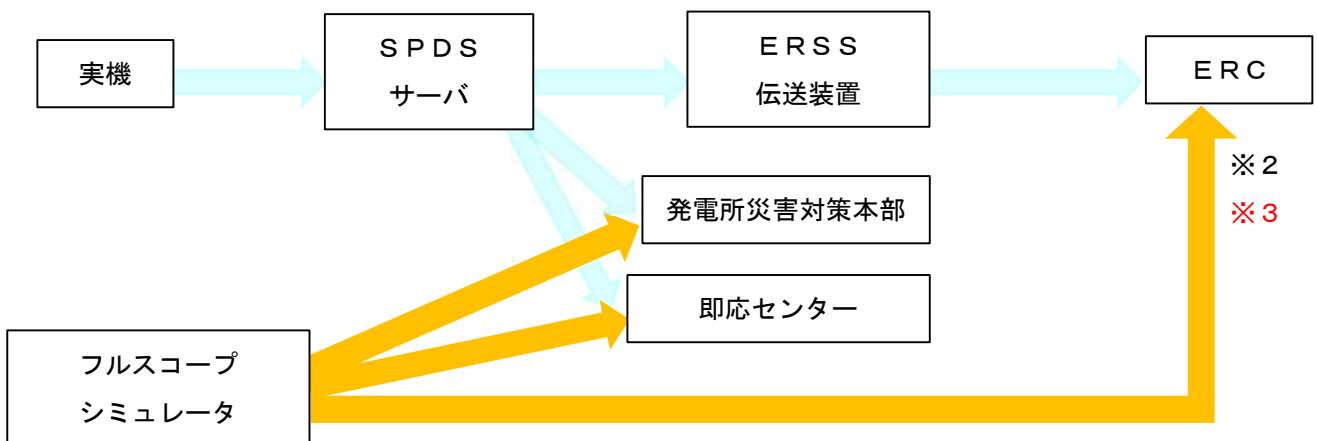 実機
ＳＰＤＳ
サーバ
ＥＲＳＳ
伝送装置
ＥＲＣ
※２
※３
発電所災害対策本部
即応センター
フルスコープ
シミュレータ